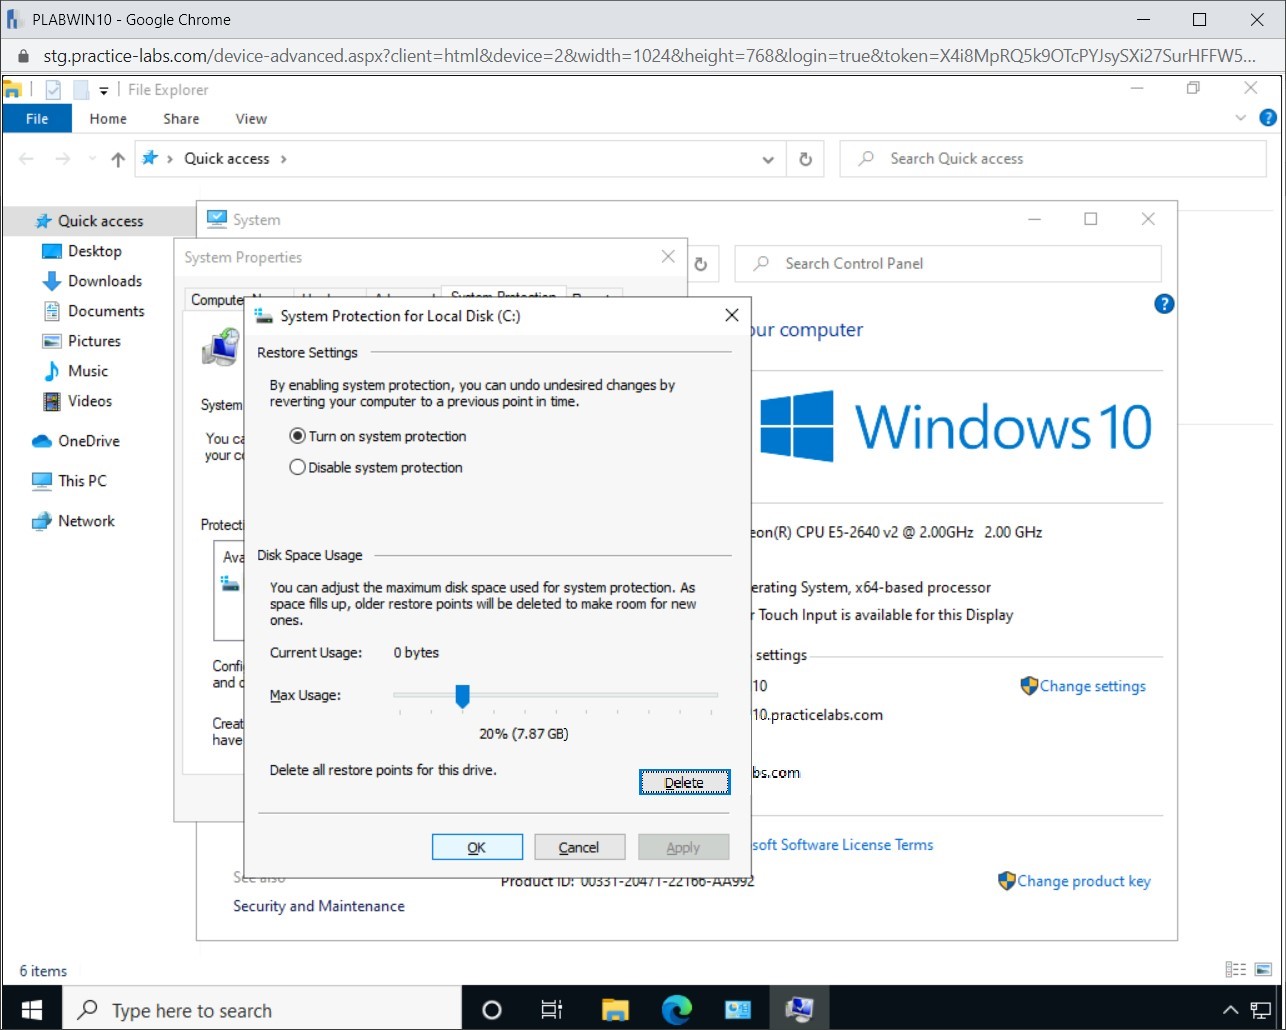 PLABWIN10 - Google Chrome
stg.practice-labs.com/device-advanced.aspx?client=html&device=2&width=1024&height=768&login=true&token=X4i8MpRQ5k9OTcPYJsySXi27SurHFFW5...
File Explorer
File Home Share View
Quick access
Search Quick access
Quick access
Desktop
Downloads
Documents
Pictures
Music
Videos
OneDrive
This PC
Network
System
Search Control Panel
System Properties
System Protection for Local Disk (C:)
Restore Settings
By enabling system protection, you can undo undesired changes by
reverting your computer to a previous point in time.
Turn on system protection
Disable system protection
Disk Space Usage
You can adjust the maximum disk space used for system protection. As
space fills up, older restore points will be deleted to make room for new
ones.
Current Usage: 0 bytes
Max Usage:
20% (7.87 GB)
Delete all restore points for this drive.
Delete
OK Cancel Apply
our computer
Windows 10
eon(R) CPU E5-2640 v2 @ 2.00GHz 2.00 GHz
erating System, x64-based processor
r Touch Input is available for this Display
settings
10
Change settings
10.practicelabs.com
bs.com
soft Software License Terms
Product ID: 00331-20471-22166-AA992
Change product key
See also
Security and Maintenance
System
You ca
your c
Protecti
Ava
Confi
and c
Creat
have
6 items
Type here to search